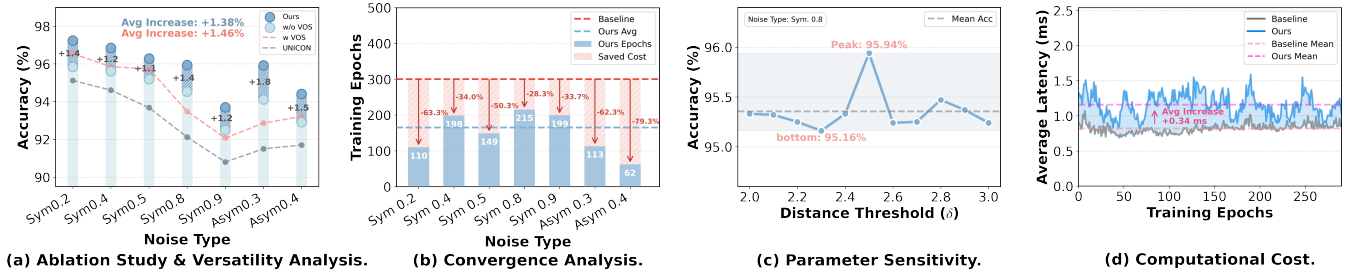 Accuracy (%)
98
96
94
92
90
Avg Increase: +1.38%
Avg Increase: +1.46%
Ours
w/o VOS
w VOS
UNICON
+1.4
+1.2
+1.1
+1.4
+1.2
+1.8
+1.5
Sym0.2
Sym0.4
Sym0.5
Sym0.8
Sym0.9
Asym0.3
Asym0.4
Noise Type
(a) Ablation Study & Versatility Analysis.
Training Epochs
500
400
300
200
100
0
Baseline
Ours Avg
Ours Epochs
Saved Cost
-63.3%
-34.0%
-50.3%
-28.3%
-33.7%
-62.3%
-79.3%
110
198
149
215
199
113
62
Sym 0.2
Sym 0.4
Sym 0.5
Sym 0.8
Sym 0.9
Asym 0.3
Asym 0.4
Noise Type
(b) Convergence Analysis.
Accuracy (%)
96.0
95.5
95.0
Noise Type: Sym. 0.8
Mean Acc
Peak: 95.94%
bottom: 95.16%
2.0
2.2
2.4
2.6
2.8
3.0
Distance Threshold (δ)
(c) Parameter Sensitivity.
Average Latency (ms)
2.5
2.0
1.5
1.0
0.5
0.0
Baseline
Ours
Baseline Mean
Ours Mean
Avg Increase
+0.34 ms
0
50
100
150
200
250
Training Epochs
(d) Computational Cost.